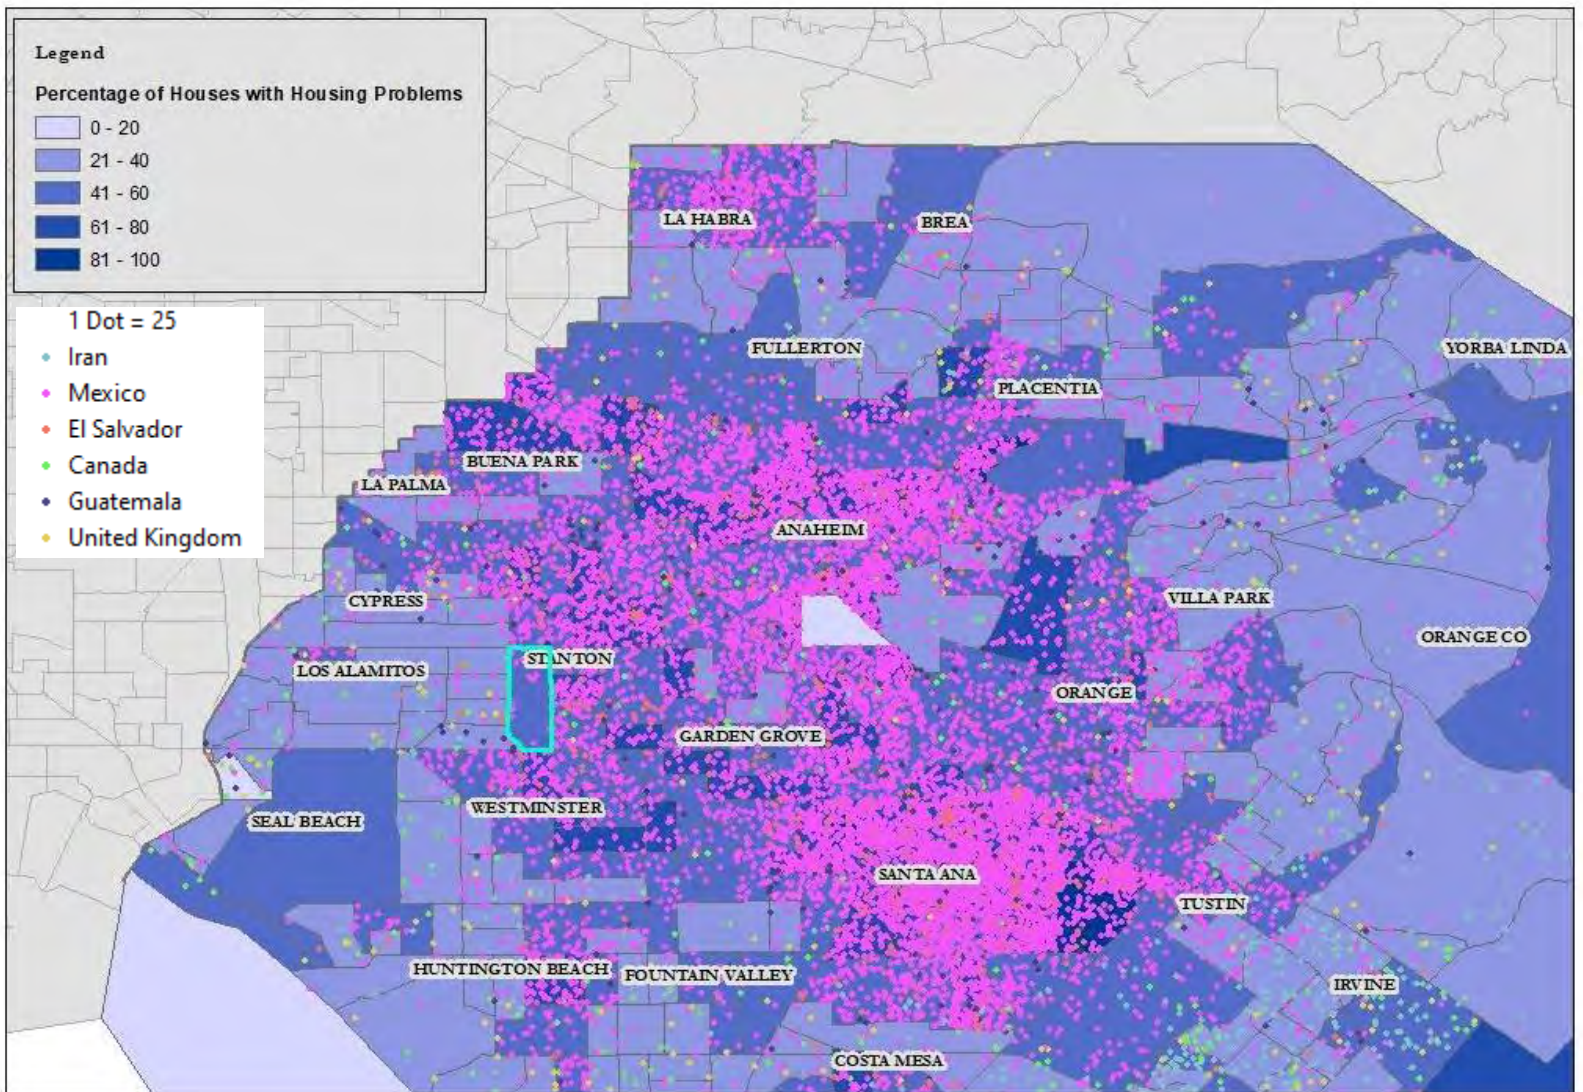 Legend
Percentage of Houses with Housing Problems
0 - 20
21 - 40
41 - 60
61 - 80
81 - 100
1 Dot = 25
Iran
Mexico
El Salvador
Canada
Guatemala
United Kingdom
LA HABRA
BREA
FULLERTON
YORBA LINDA
PLACENTIA
BUENA PARK
LA PALMA
ANAHEIM
CYPRESS
VILLA PARK
ORANGE CO
STANTON
LOS ALAMITOS
ORANGE
GARDEN GROVE
WESTMINSTER
SEAL BEACH
SANTA ANA
TUSTIN
HUNTINGTON BEACH
FOUNTAIN VALLEY
IRVINE
COSTA MESA